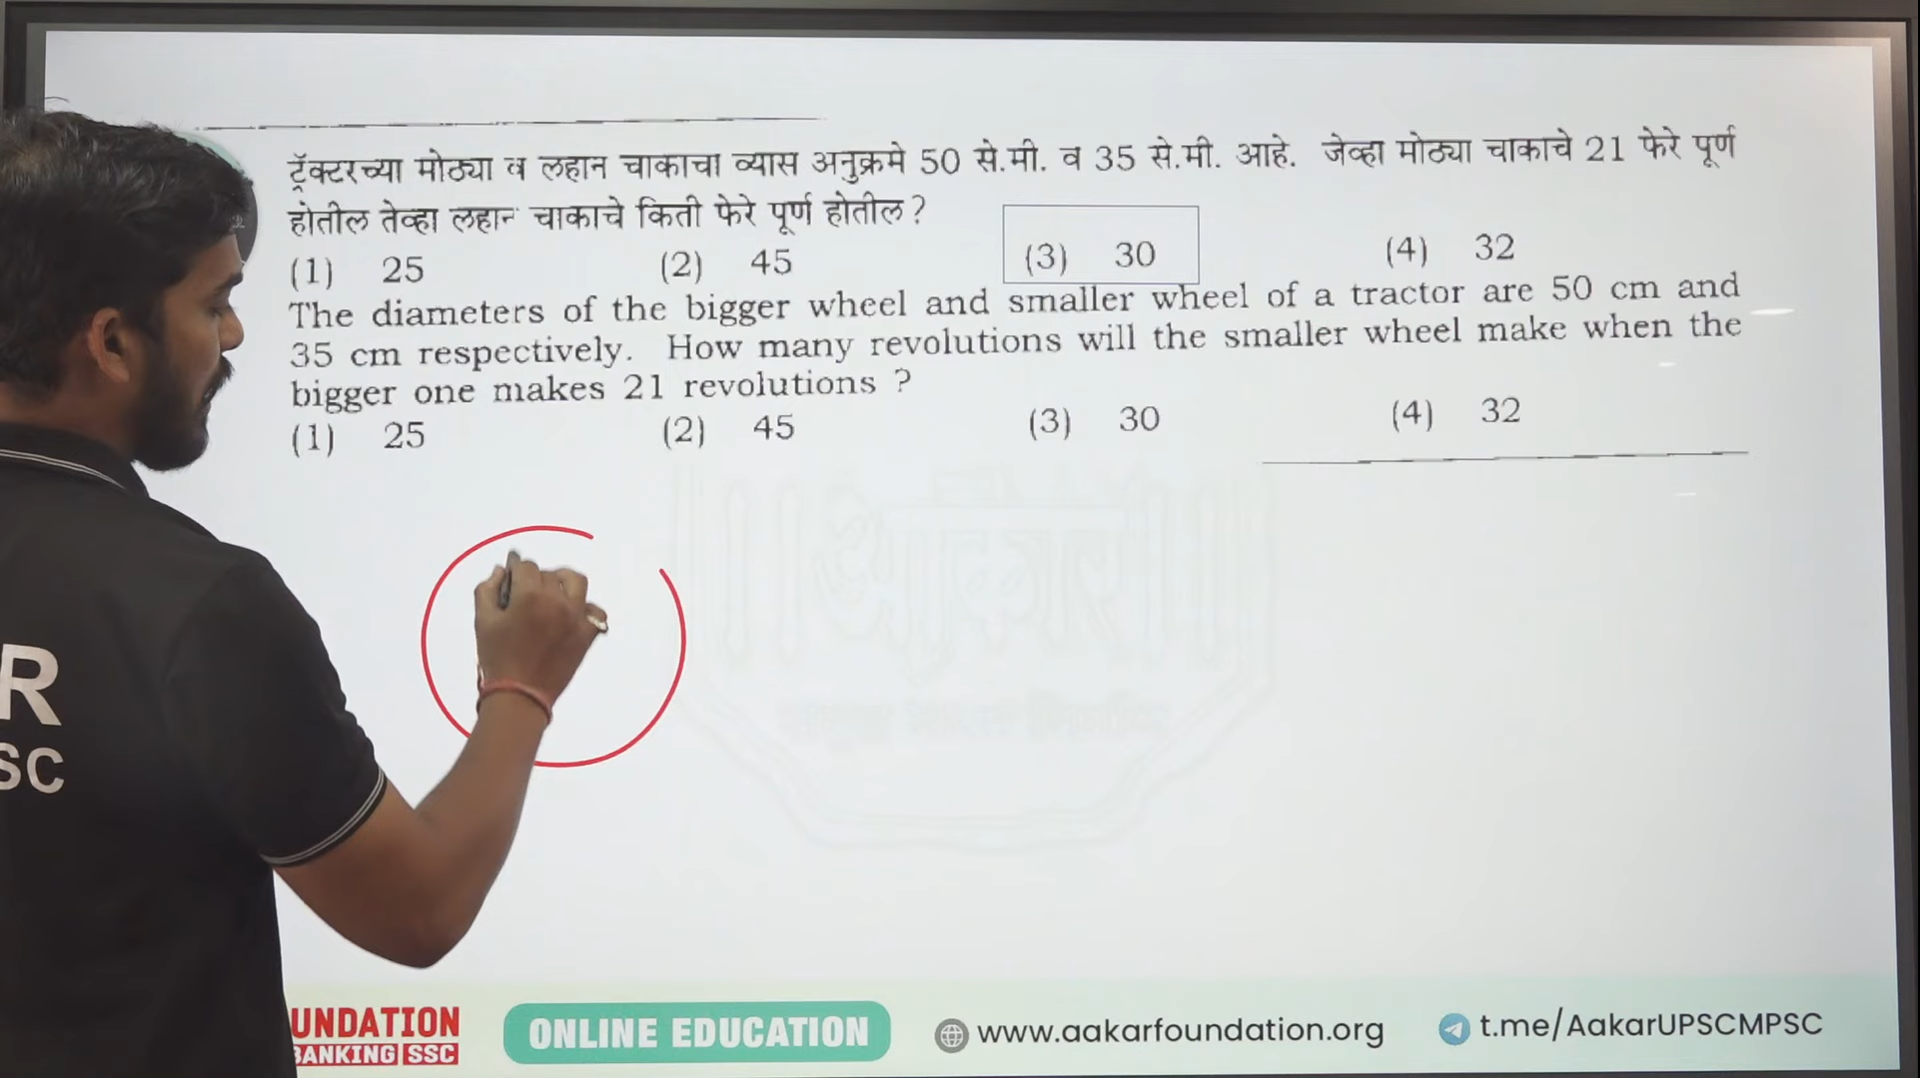 ट्रॅक्टरच्या मोठ्या व लहान चाकाचा व्यास अनुक्रमे 50 से.मी. व 35 से.मी. आहे. जेव्हा मोठ्या चाकाचे 21 फेरे पूर्ण
होतील तेव्हा लहान चाकाचे किती फेरे पूर्ण होतील ?
(1) 25 (2) 45 (3) 30 (4) 32
The diameters of the bigger wheel and smaller wheel of a tractor are 50 cm and
35 cm respectively. How many revolutions will the smaller wheel make when the
bigger one makes 21 revolutions ?
(1) 25 (2) 45 (3) 30 (4) 32
आकार
R
SC
UNDATION
BANKING SSC
ONLINE EDUCATION
www.aakarfoundation.org
t.me/AakarUPSCMPSC